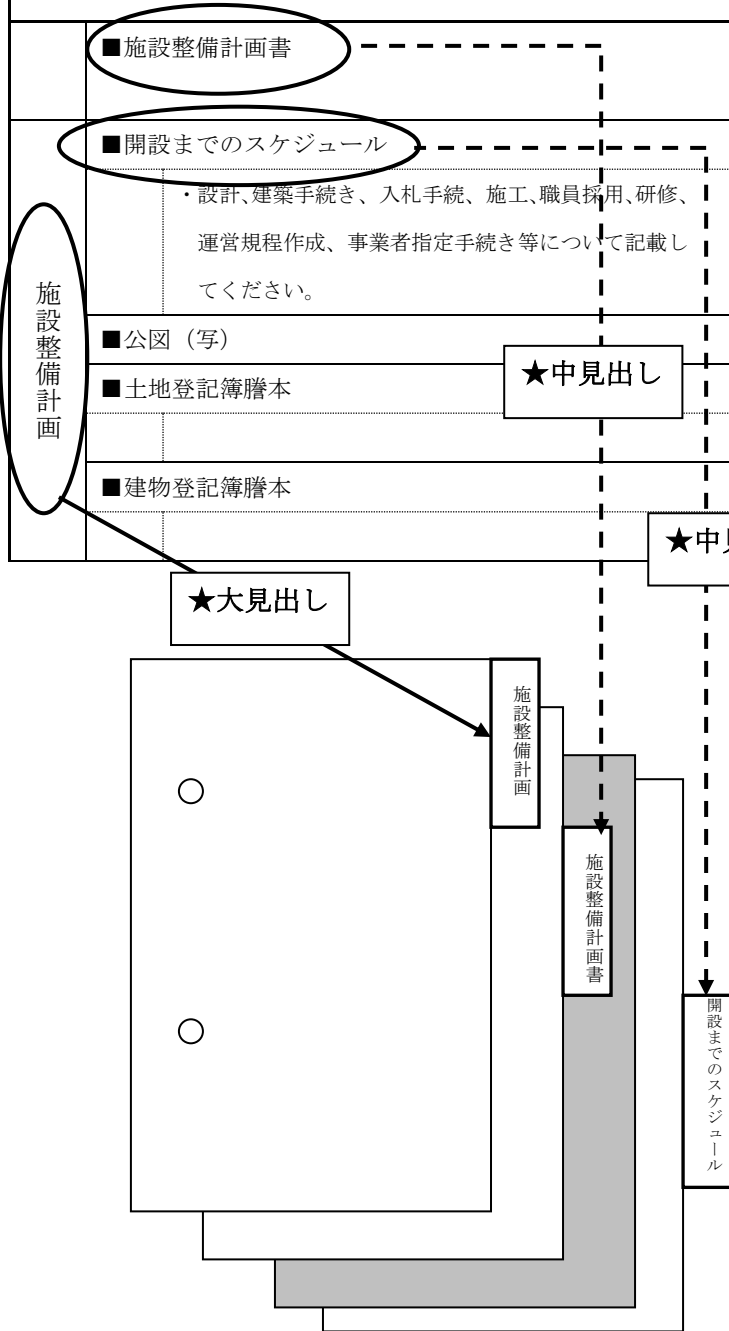 ■施設整備計画書
■開設までのスケジュール
・設計、建築手続き、入札手続、施工、職員採用、研修、
運営規程作成、事業者指定手続き等について記載し
てください。
施設整備計画
■公図（写）
★中見出し
■土地登記簿謄本
■建物登記簿謄本
★中見
★大見出し
施設整備計画
施設整備計画書
開設までのスケジュール